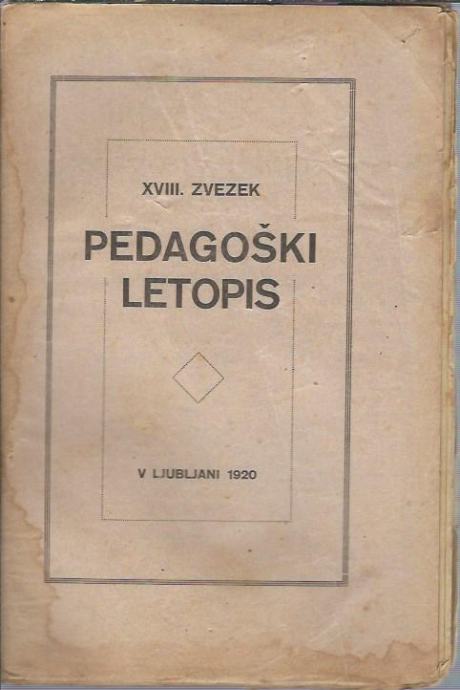 XVIII. ZVEZEK
PEDAGOŠKI
LETOPIS
V LJUBLJANI 1920